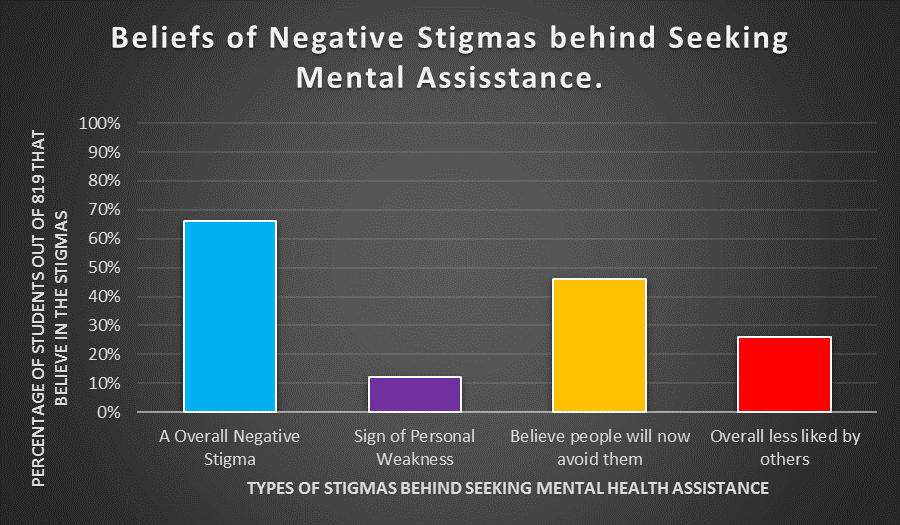 Beliefs of Negative Stigmas behind Seeking
Mental Assisstance.
PERCENTAGE OF STUDENTS OUT OF 819 THAT
BELIEVE IN THE STIGMAS
100%
90%
80%
70%
60%
50%
40%
30%
20%
10%
0%
A Overall Negative
Stigma
Sign of Personal
Weakness
Believe people will now
avoid them
Overall less liked by
others
TYPES OF STIGMAS BEHIND SEEKING MENTAL HEALTH ASSISTANCE